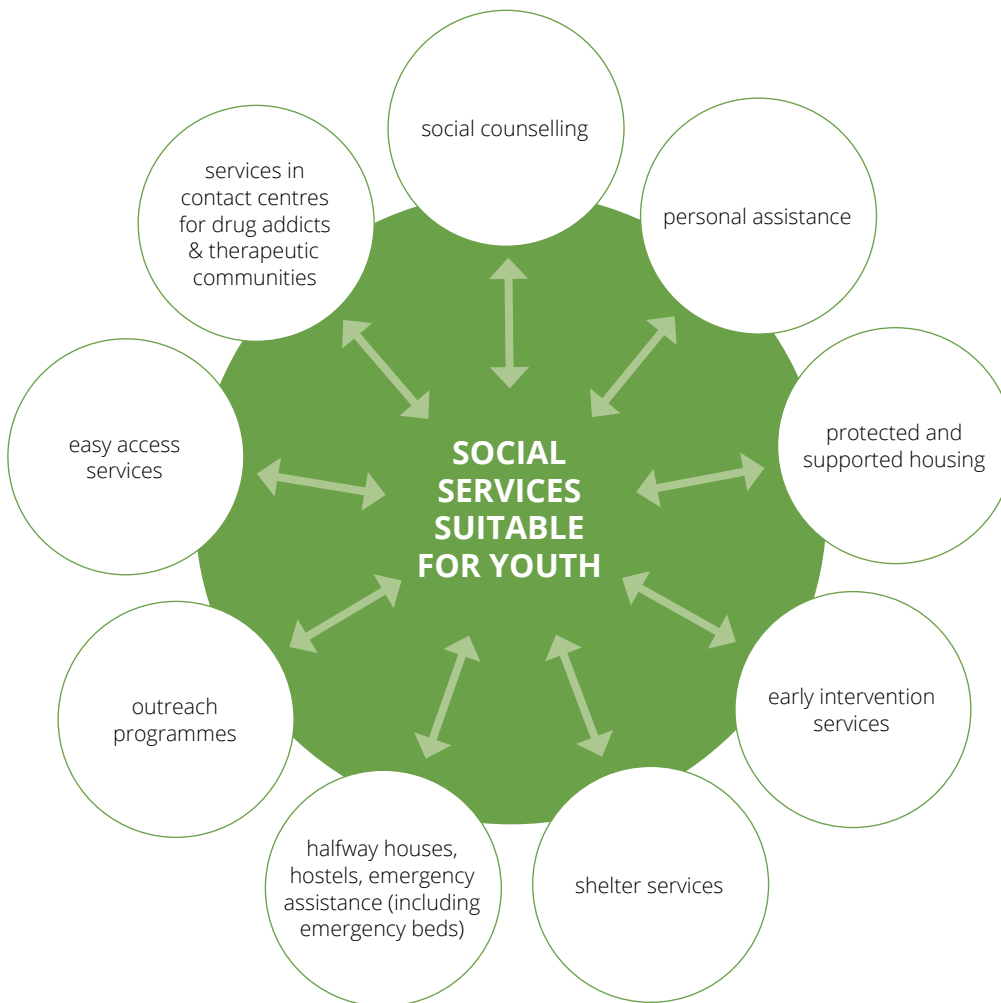 social counselling
personal assistance
protected and
supported housing
early intervention
services
shelter services
halfway houses,
hostels, emergency
assistance (including
emergency beds)
outreach
programmes
easy access
services
services in
contact centres
for drug addicts
& therapeutic
communities
SOCIAL
SERVICES
SUITABLE
FOR YOUTH